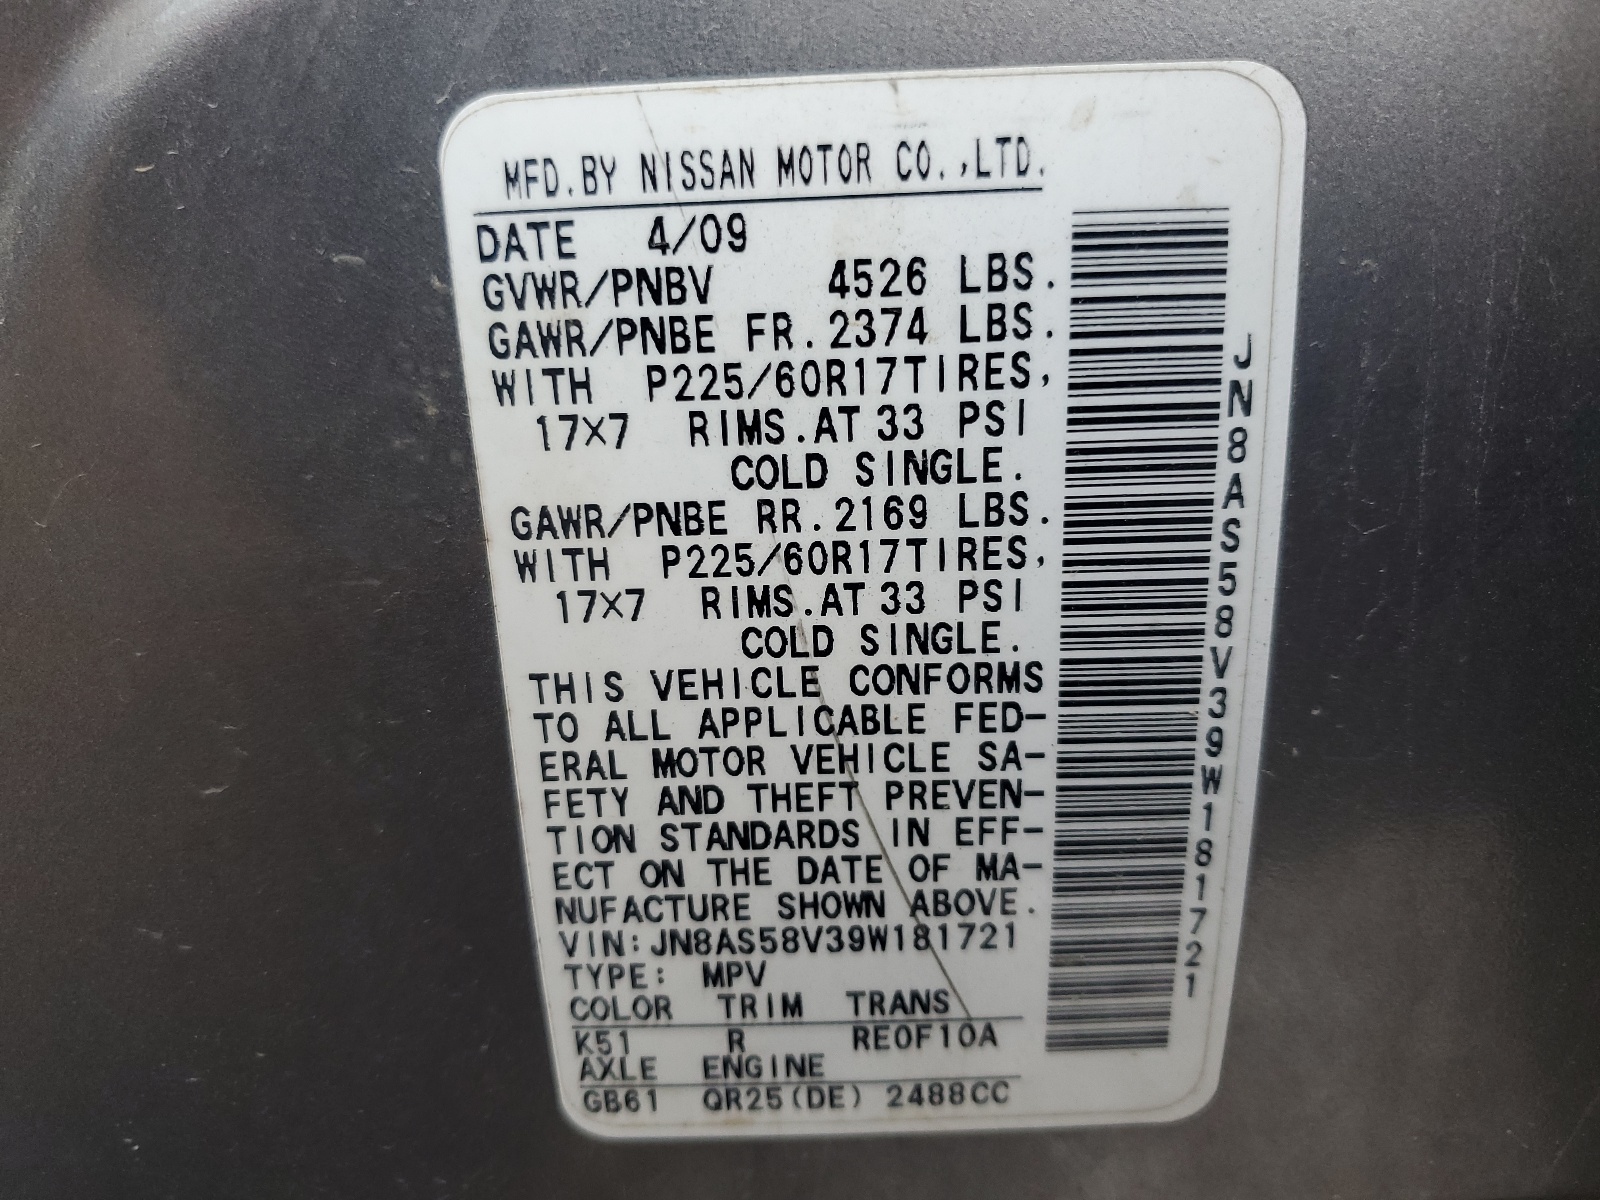 MFD.BY NISSAN MOTOR CO.,LTD.
DATE 4/09
GVWR/PNBV 4526 LBS.
GAWR/PNBE FR.2374 LBS.
WITH P225/60R17TIRES,
17X7 RIMS.AT 33 PSI
COLD SINGLE.
GAWR/PNBE RR.2169 LBS.
WITH P225/60R17TIRES,
17X7 RIMS.AT 33 PSI
COLD SINGLE.
THIS VEHICLE CONFORMS
TO ALL APPLICABLE FED-
ERAL MOTOR VEHICLE SA-
FETY AND THEFT PREVEN-
TION STANDARDS IN EFF-
ECT ON THE DATE OF MA-
NUFACTURE SHOWN ABOVE.
VIN:JN8AS58V39W181721
TYPE: MPV
COLOR TRIM TRANS
K51 R RE0F10A
AXLE ENGINE
GB61 QR25(DE) 2488CC
JN8AS58V39W181721